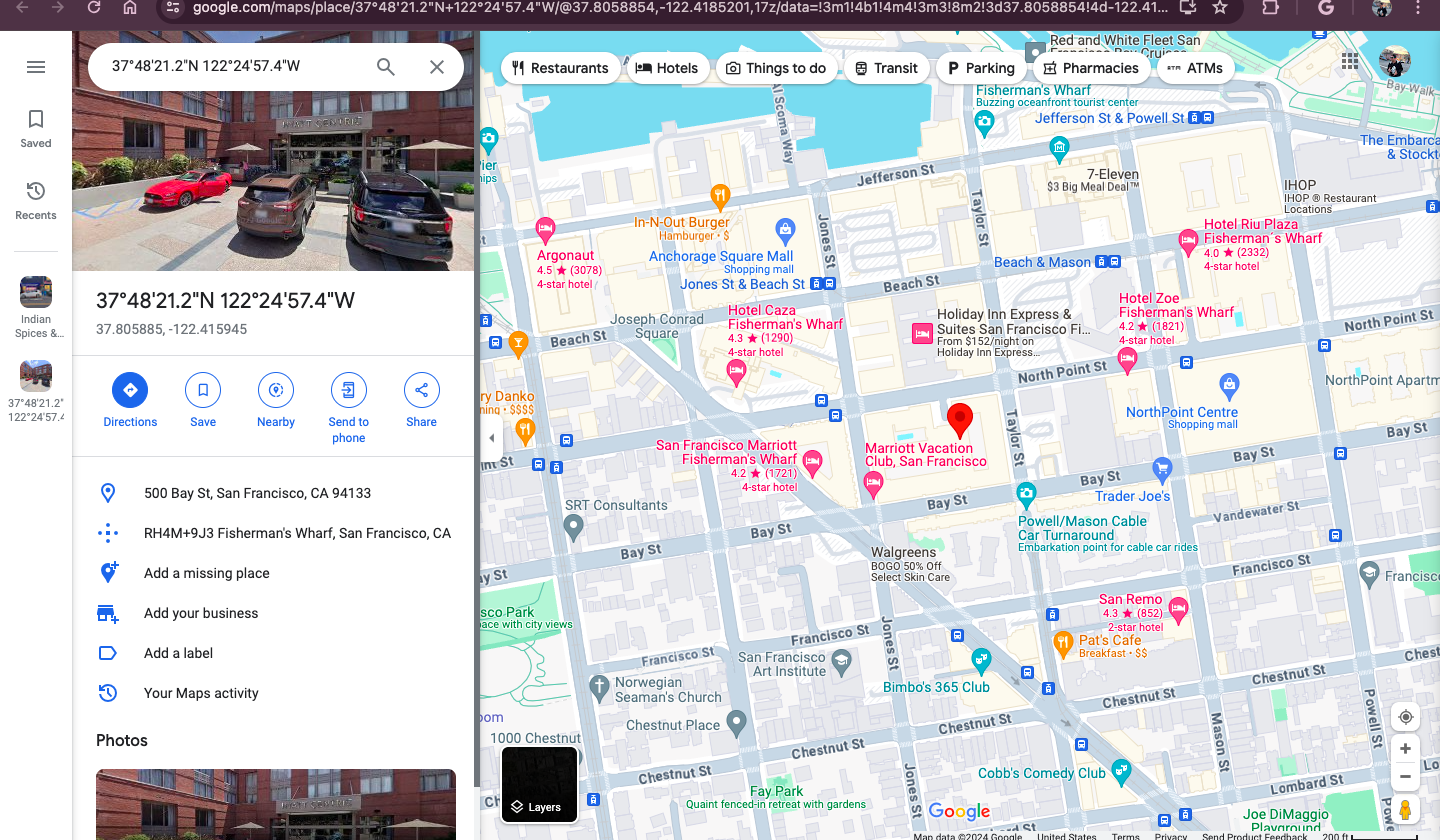 google.com/maps/place/37°48'21.2"N+122°24'57.4"W/@37.8058854,-122.4185201,17z/data=!3m1!4b1!4m4!3m3!8m2!3d37.8058854!4d-122.41...
37°48'21.2"N 122°24'57.4"W
Saved
Recents
Indian
Spices &...
37°48'21.2"
122°24'57.4
HYATT CENTRIC
37°48'21.2"N 122°24'57.4"W
37.805885, -122.415945
Directions
Save
Nearby
Send to
phone
Share
500 Bay St, San Francisco, CA 94133
RH4M+9J3 Fisherman's Wharf, San Francisco, CA
Add a missing place
Add your business
Add a label
Your Maps activity
Photos
HYATT CENTRIC
Restaurants
Hotels
Things to do
Transit
Parking
Pharmacies
ATMs
Red and White Fleet San
Francisco Bay Cruises
Bay-Walk
Al Scoma Way
Fisherman's Wharf
Buzzing oceanfront tourist center
Jefferson St & Powell St
The Embarca
& Stockt
Pier
hips
Jefferson St
7-Eleven
$3 Big Meal Deal™
IHOP
IHOP ® Restaurant
Locations
In-N-Out Burger
Hamburger • $
Taylor St
Jones St
Hotel Riu Plaza
Fisherman´s Wharf
4.0 ★ (2332)
4-star hotel
Argonaut
4.5 ★ (3078)
4-star hotel
Anchorage Square Mall
Shopping mall
Jones St & Beach St
Beach St
Beach & Mason
Joseph Conrad
Square
Hotel Caza
Fisherman's Wharf
4.3 ★ (1290)
4-star hotel
Holiday Inn Express &
Suites San Francisco Fi...
From $152/night on
Holiday Inn Express...
Hotel Zoe
Fisherman's Wharf
4.2 ★ (1821)
4-star hotel
North Point St
Beach St
North Point St
NorthPoint Apartm
ry Danko
ning • $$$$
NorthPoint Centre
Shopping mall
San Francisco Marriott
Fisherman's Wharf
4.2 ★ (1721)
4-star hotel
Marriott Vacation
Club, San Francisco
Taylor St
Bay St
nt St
Trader Joe's
Bay St
SRT Consultants
Powell/Mason Cable
Car Turnaround
Embarkation point for cable car rides
Vandewater St
Bay St
Bay St
Walgreens
BOGO 50% Off
Select Skin Care
Francisco St
Francisc
ay St
San Remo
4.3 ★ (852)
2-star hotel
sco Park
pace with city views
Francisco St
Jones St
Pat's Cafe
Breakfast • $$
Francisco St
San Francisco
Art Institute
Chest
Norwegian
Seaman's Church
Bimbo's 365 Club
Chestnut St
Powell St
Mason St
oom
Chestnut Place
Chestnut St
1000 Chestnut
Chestnut St
Chestnut St
Jones St
Cobb's Comedy Club
Lombard St
Layers
Fay Park
Quaint fenced-in retreat with gardens
Ch
Google
Joe DiMaggio
Playground
Powe
Map data ©2024 Google
United States
Terms
Privacy
Send Product Feedback
200 ft